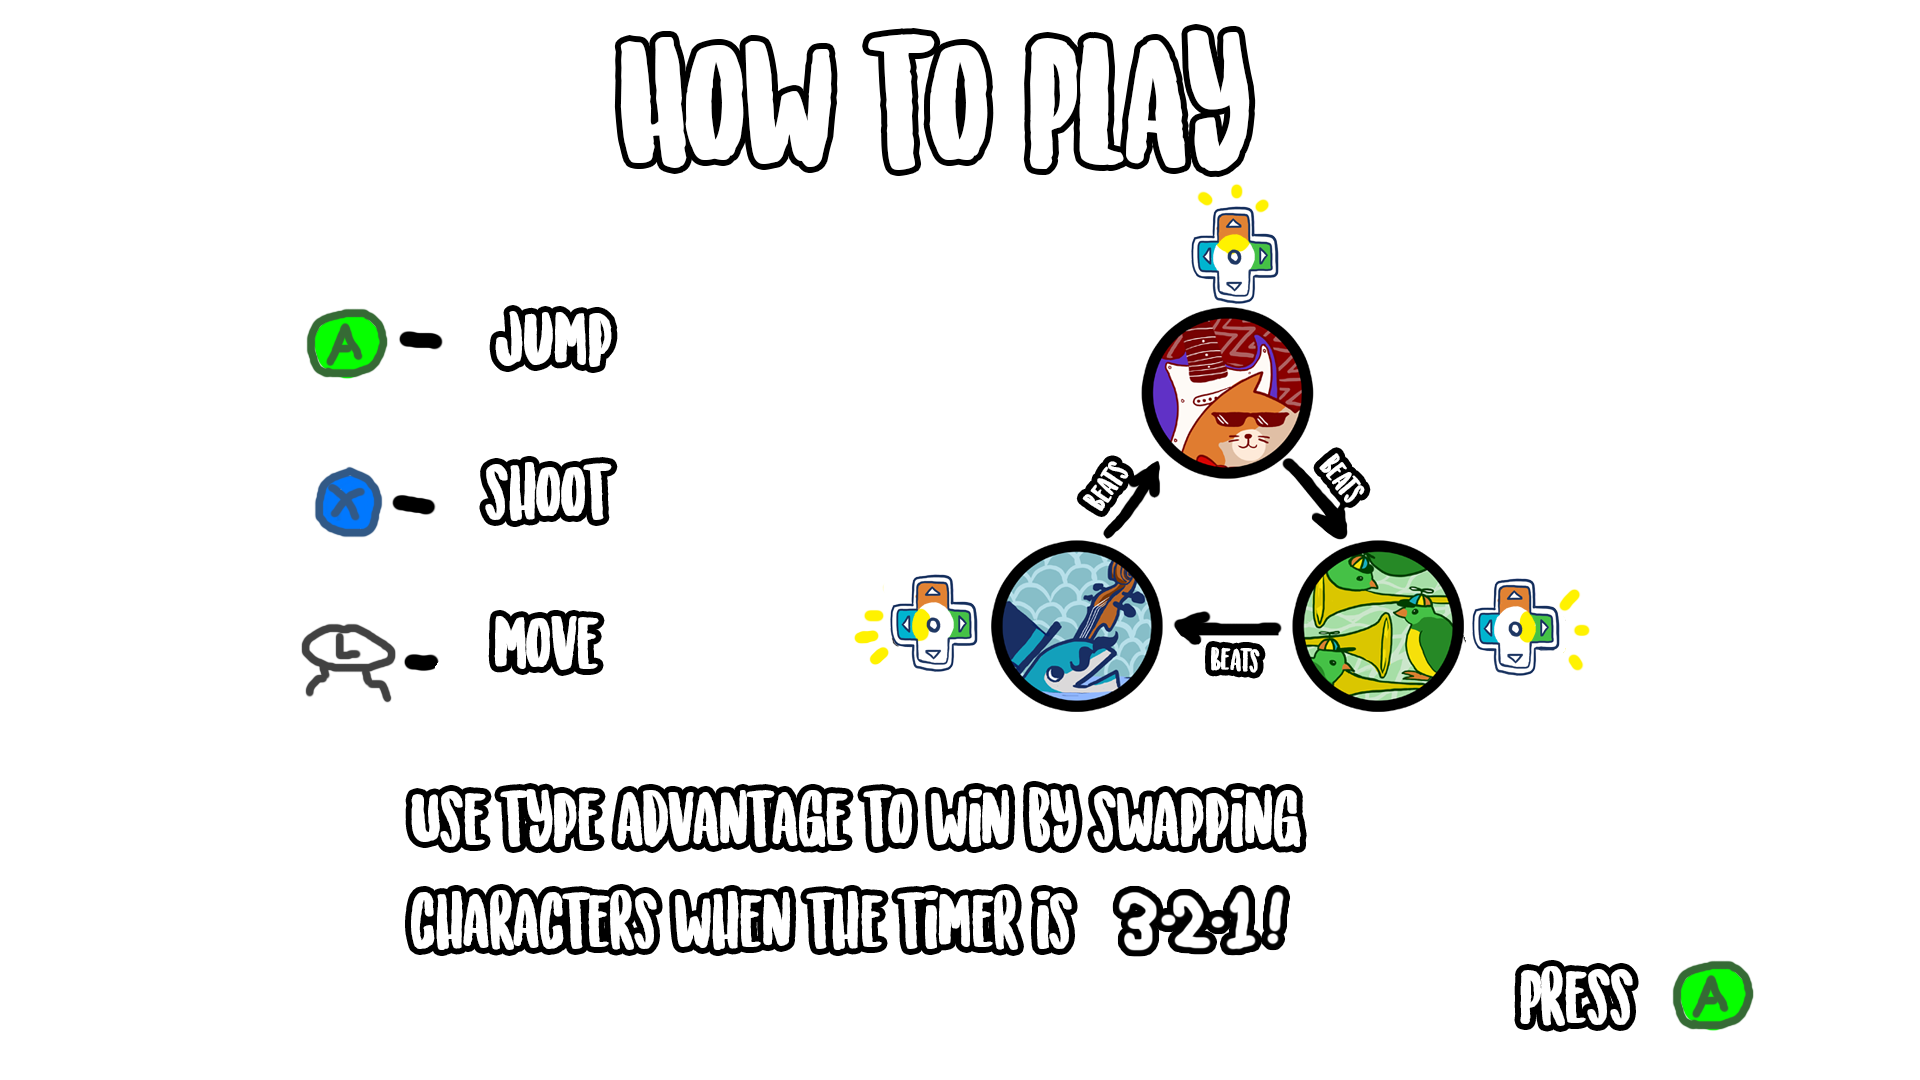 HOW TO PLAY
A - JUMP
X - SHOOT
L - MOVE
BEATS
BEATS
BEATS
USE TYPE ADVANTAGE TO WIN BY SWAPPING
CHARACTERS WHEN THE TIMER IS 3·2·1!
PRESS A